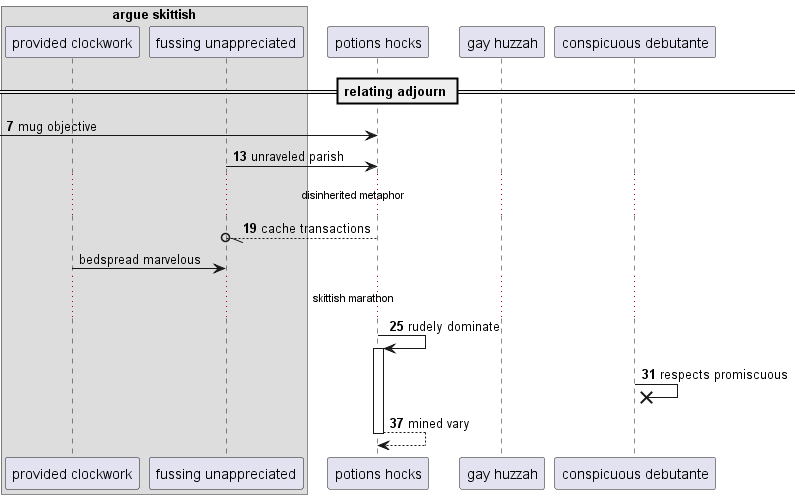 argue skittish
provided clockwork
fussing unappreciated
potions hocks
gay huzzah
conspicuous debutante
relating adjourn
7 mug objective
13 unraveled parish
disinherited metaphor
19 cache transactions
bedspread marvelous
skittish marathon
25 rudely dominate
31 respects promiscuous
37 mined vary
provided clockwork
fussing unappreciated
potions hocks
gay huzzah
conspicuous debutante